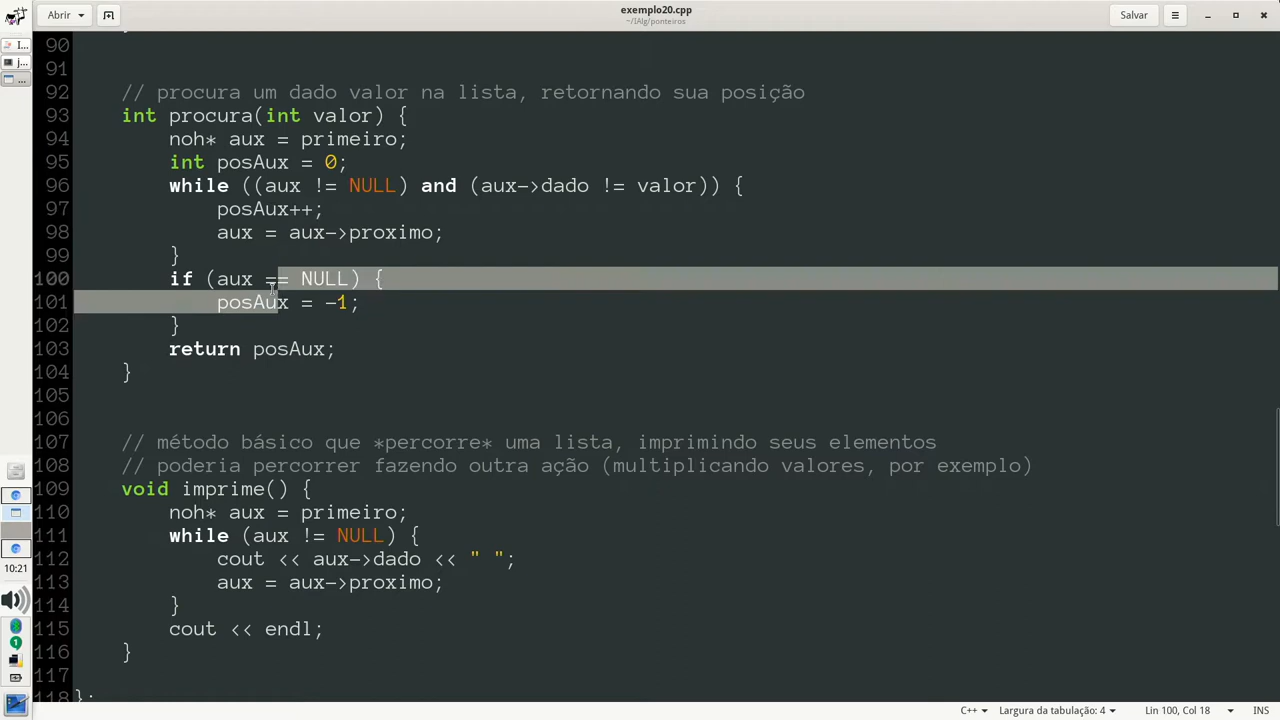 Abrir
exemplo20.cpp
~/IAlg/ponteiros
Salvar
I...
j...
...
90
91
92 // procura um dado valor na lista, retornando sua posição
93 int procura(int valor) {
94 noh* aux = primeiro;
95 int posAux = 0;
96 while ((aux != NULL) and (aux->dado != valor)) {
97 posAux++;
98 aux = aux->proximo;
99 }
100 if (aux == NULL) {
101 posAux = -1;
102 }
103 return posAux;
104 }
105
106
107 // método básico que *percorre* uma lista, imprimindo seus elementos
108 // poderia percorrer fazendo outra ação (multiplicando valores, por exemplo)
109 void imprime() {
110 noh* aux = primeiro;
111 while (aux != NULL) {
112 cout << aux->dado << " ";
113 aux = aux->proximo;
114 }
115 cout << endl;
116 }
117
118 };
10:21
1
C++
Largura da tabulação: 4
Lin 100, Col 18
INS